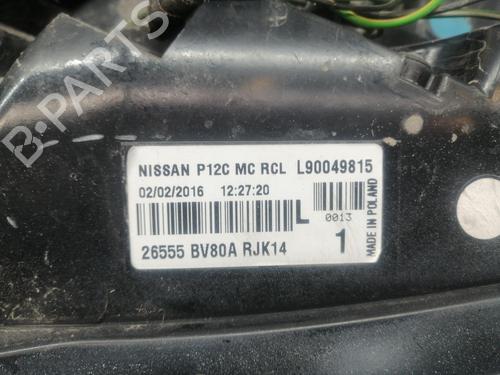 NISSAN P12C MC RCL L90049815
02/02/2016 12:27:20
L
0013
26555 BV80A RJK14
1
MADE IN POLAND
B-PARTS